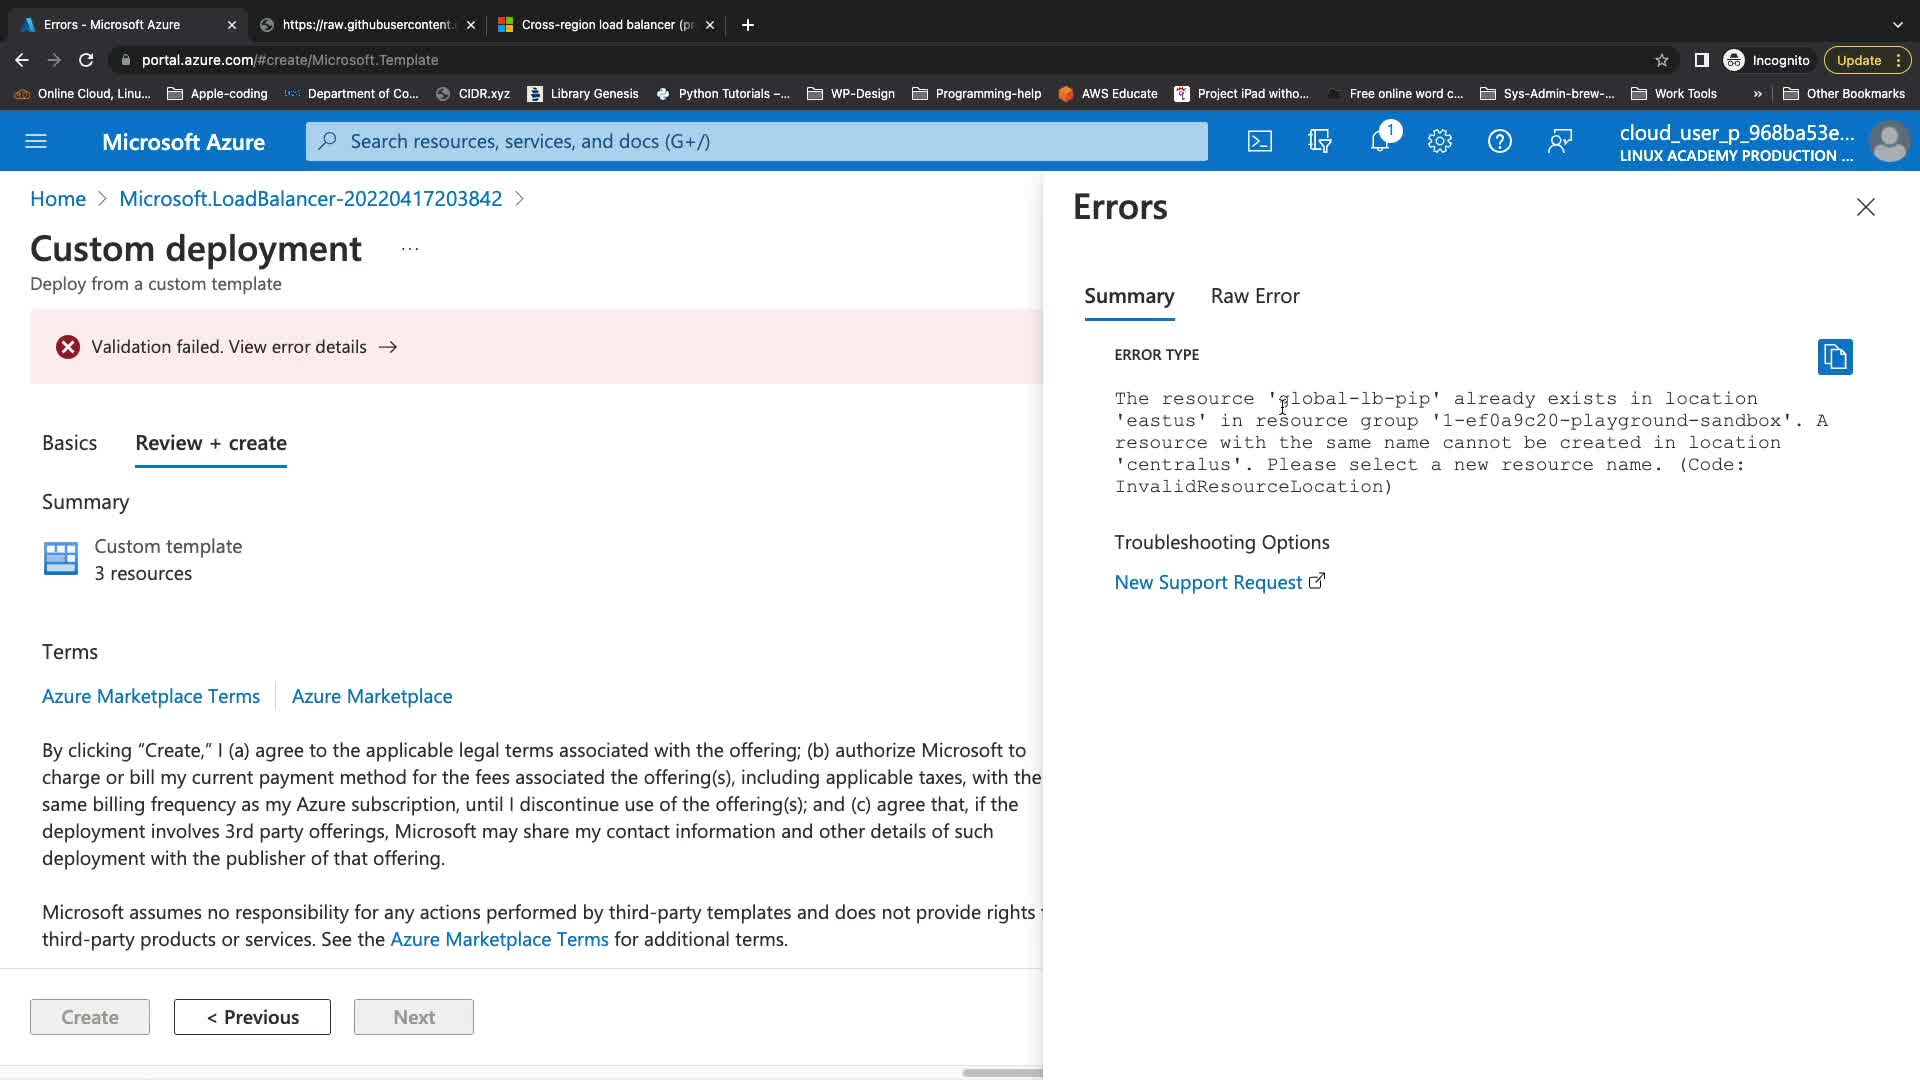 Errors - Microsoft Azure
https://raw.githubusercontent.
Cross-region load balancer (pr
portal.azure.com/#create/Microsoft.Template
Incognito
Update
Online Cloud, Linu...
Apple-coding
Department of Co...
CIDR.xyz
Library Genesis
Python Tutorials –...
WP-Design
Programming-help
AWS Educate
Project iPad witho...
Free online word c...
Sys-Admin-brew-...
Work Tools
»
Other Bookmarks
Microsoft Azure
Search resources, services, and docs (G+/)
1
cloud_user_p_968ba53e...
LINUX ACADEMY PRODUCTION ...
Home > Microsoft.LoadBalancer-20220417203842 >
Custom deployment ...
Deploy from a custom template
Validation failed. View error details →
Basics
Review + create
Summary
Custom template
3 resources
Terms
Azure Marketplace Terms
Azure Marketplace
By clicking “Create,” I (a) agree to the applicable legal terms associated with the offering; (b) authorize Microsoft to
charge or bill my current payment method for the fees associated the offering(s), including applicable taxes, with the
same billing frequency as my Azure subscription, until I discontinue use of the offering(s); and (c) agree that, if the
deployment involves 3rd party offerings, Microsoft may share my contact information and other details of such
deployment with the publisher of that offering.
Microsoft assumes no responsibility for any actions performed by third-party templates and does not provide rights
third-party products or services. See the Azure Marketplace Terms for additional terms.
Create
< Previous
Next
Errors
Summary
Raw Error
ERROR TYPE
The resource 'global-lb-pip' already exists in location
'eastus' in resource group '1-ef0a9c20-playground-sandbox'. A
resource with the same name cannot be created in location
'centralus'. Please select a new resource name. (Code:
InvalidResourceLocation)
Troubleshooting Options
New Support Request